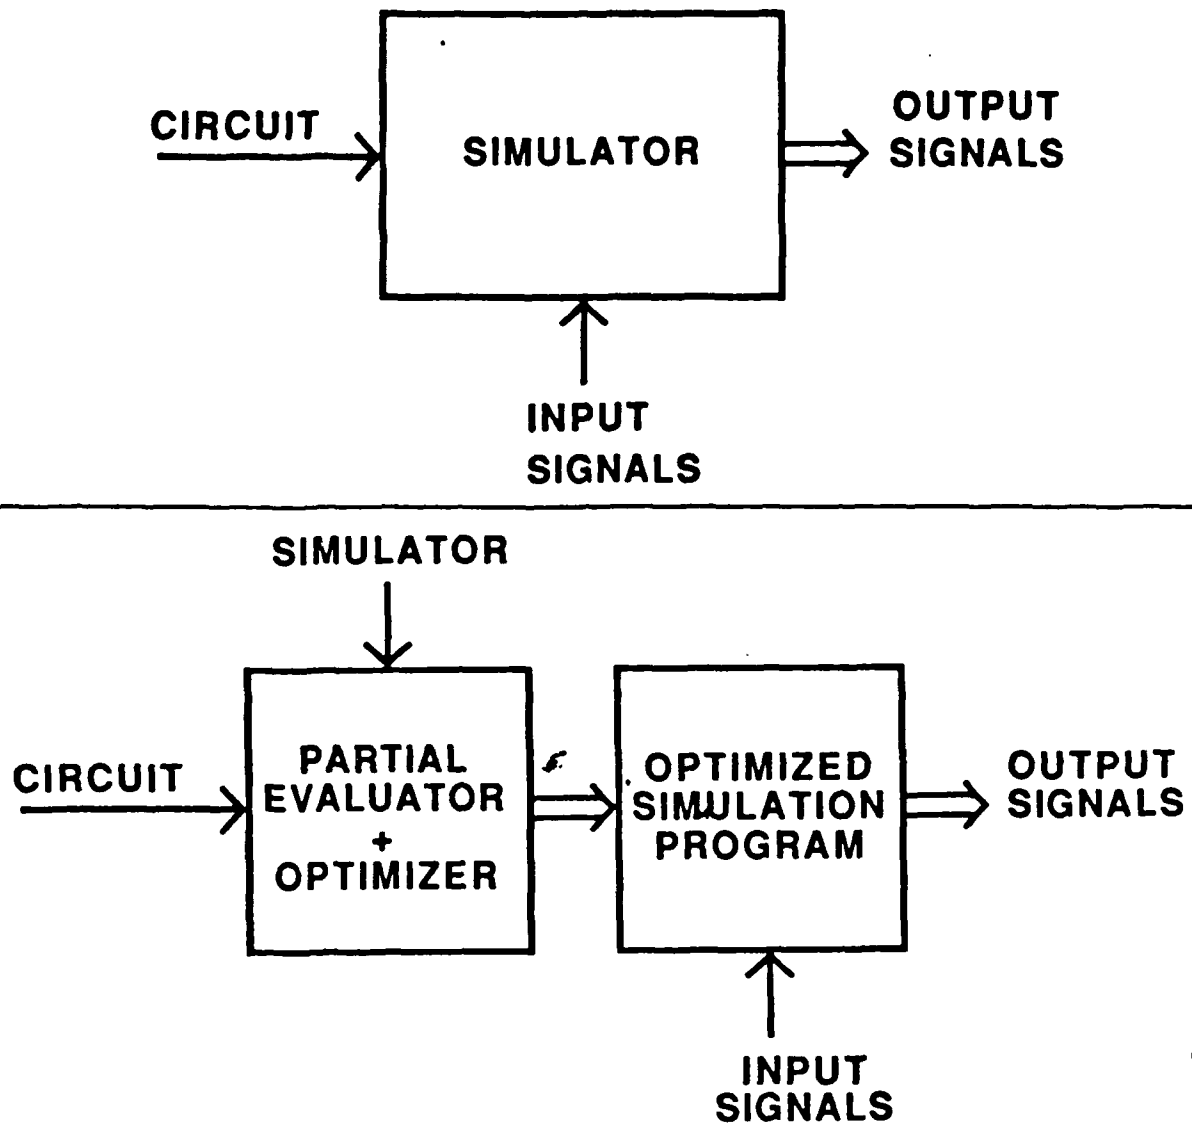 CIRCUIT
SIMULATOR
OUTPUT
SIGNALS
INPUT
SIGNALS
SIMULATOR
CIRCUIT
PARTIAL
EVALUATOR
+
OPTIMIZER
OPTIMIZED
SIMULATION
PROGRAM
OUTPUT
SIGNALS
INPUT
SIGNALS